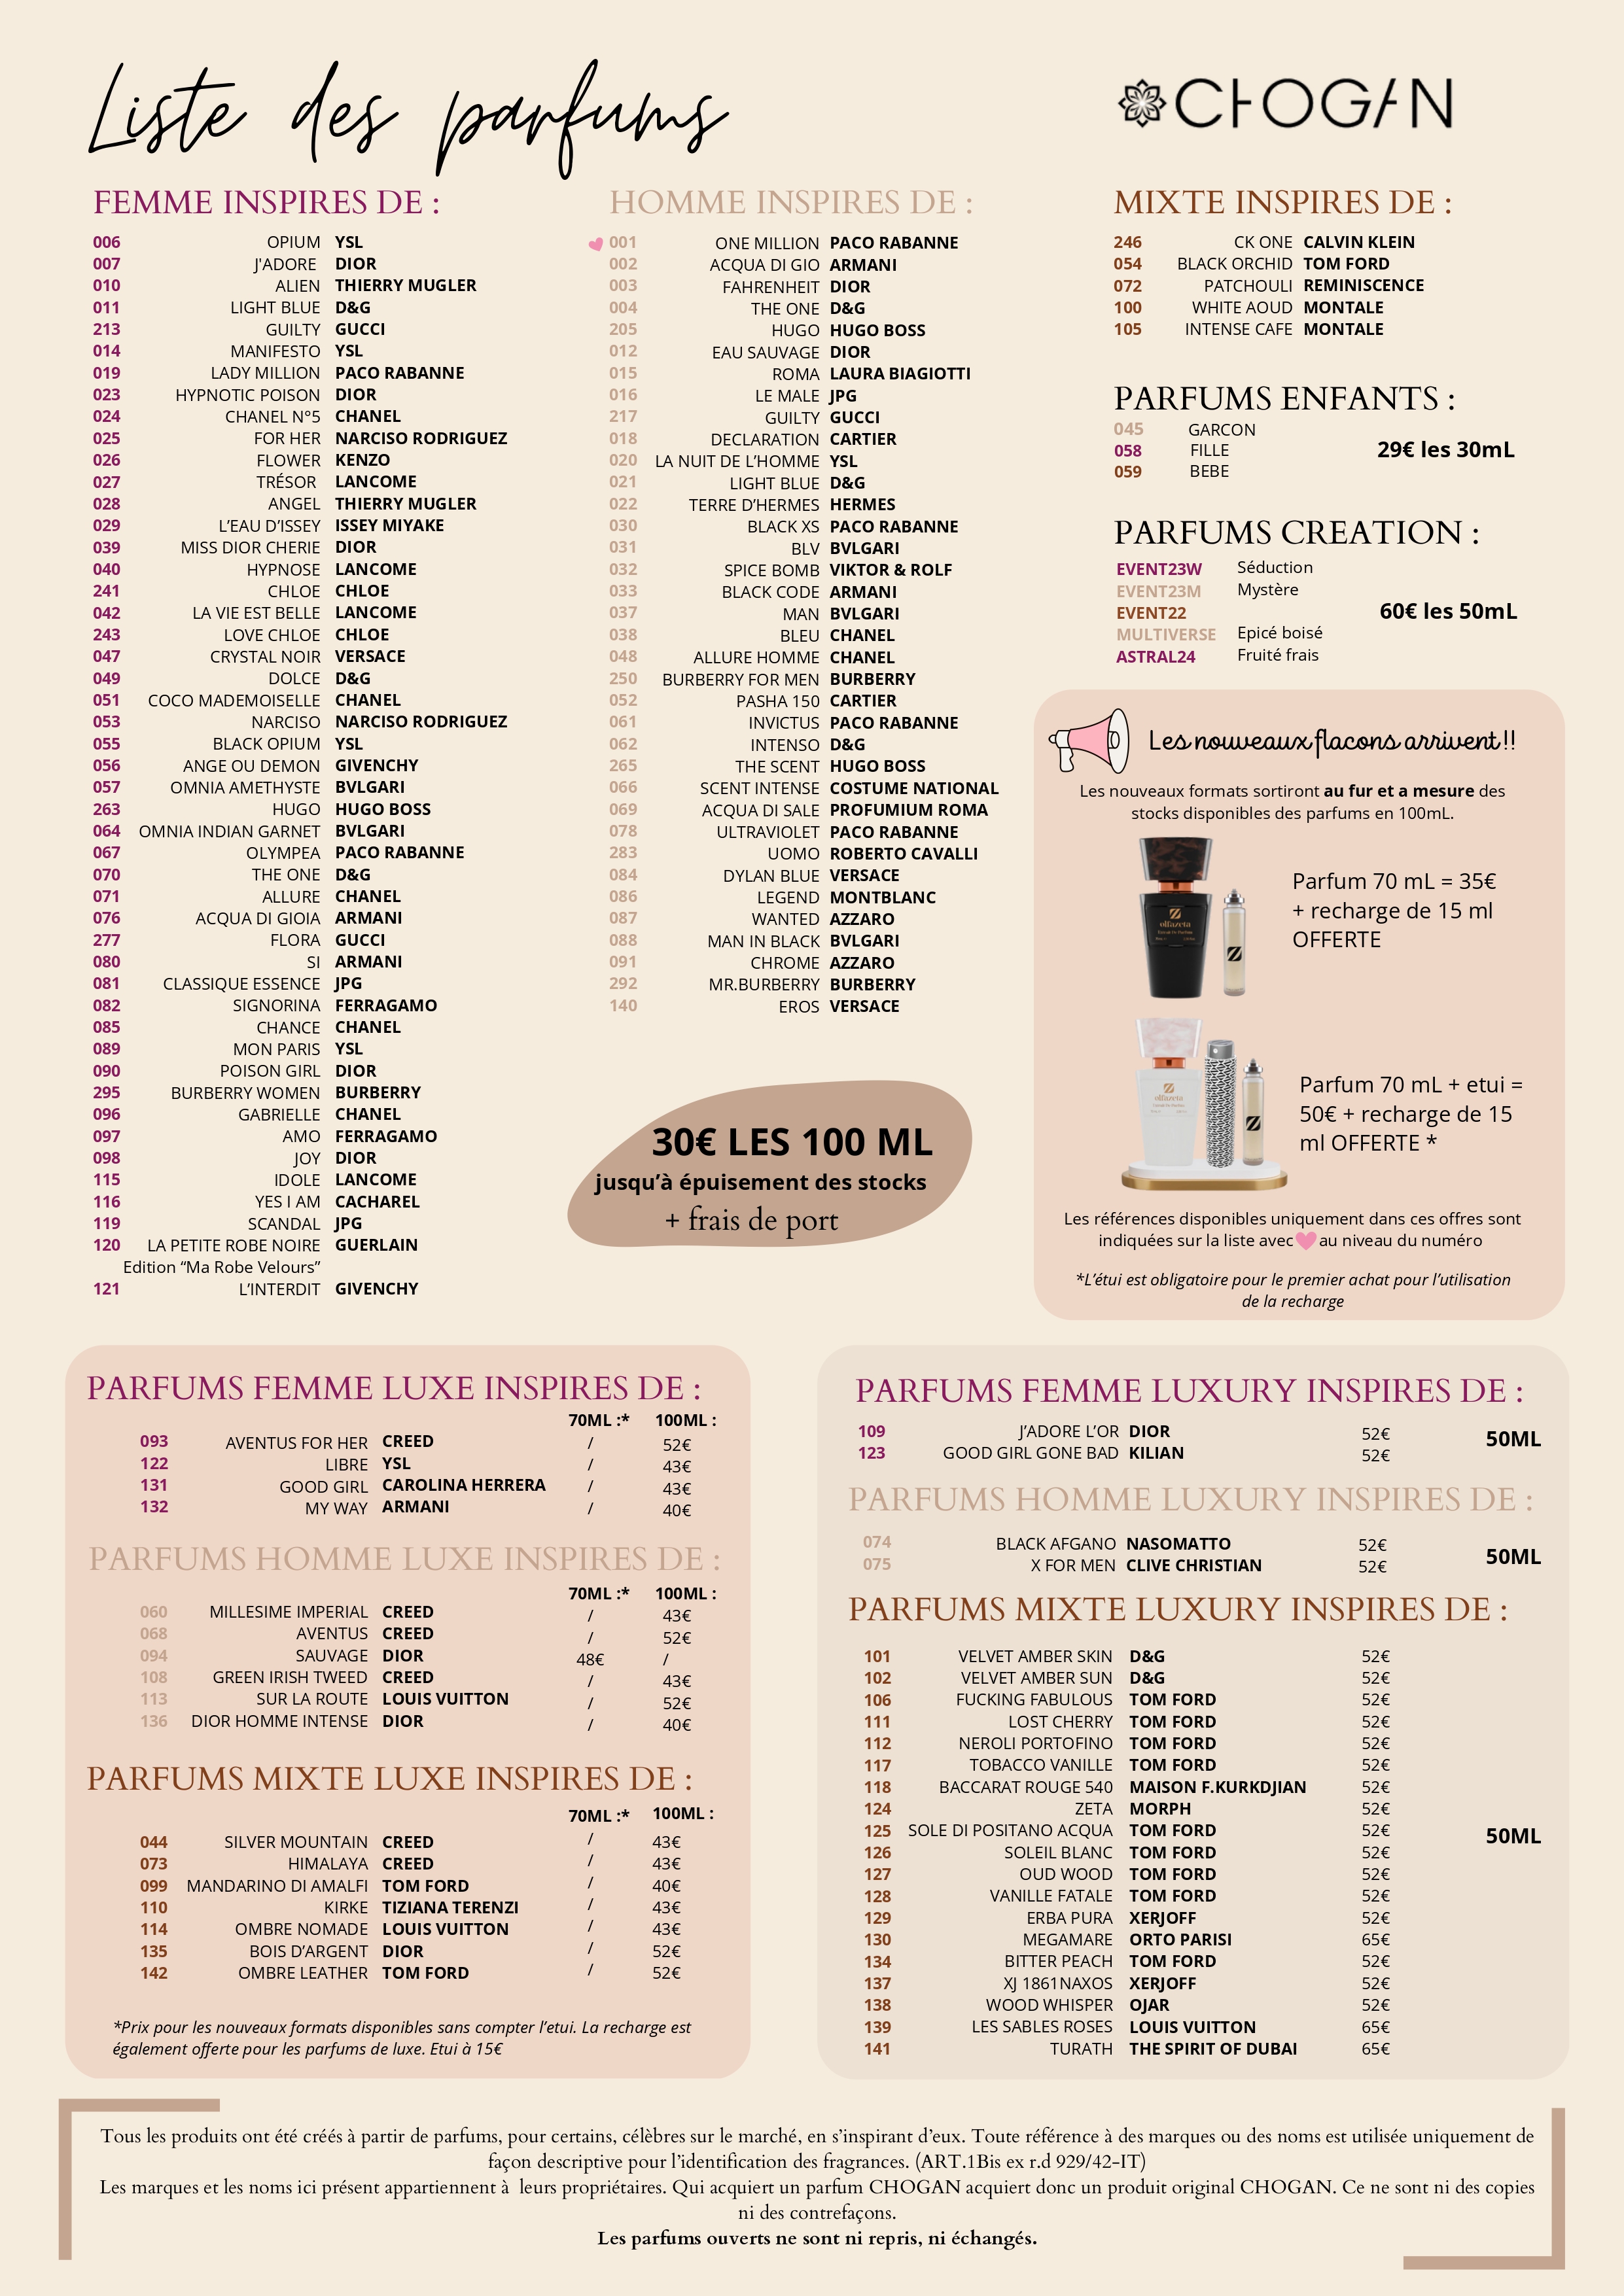 Liste des parfums
CHOGAN
FEMME INSPIRES DE :
006 OPIUM YSL
007 J'ADORE DIOR
010 ALIEN THIERRY MUGLER
011 LIGHT BLUE D&G
213 GUILTY GUCCI
014 MANIFESTO YSL
019 LADY MILLION PACO RABANNE
023 HYPNOTIC POISON DIOR
024 CHANEL N°5 CHANEL
025 FOR HER NARCISO RODRIGUEZ
026 FLOWER KENZO
027 TRÉSOR LANCOME
028 ANGEL THIERRY MUGLER
029 L'EAU D'ISSEY ISSEY MIYAKE
039 MISS DIOR CHERIE DIOR
040 HYPNOSE LANCOME
241 CHLOE CHLOE
042 LA VIE EST BELLE LANCOME
243 LOVE CHLOE CHLOE
047 CRYSTAL NOIR VERSACE
049 DOLCE D&G
051 COCO MADEMOISELLE CHANEL
053 NARCISO NARCISO RODRIGUEZ
055 BLACK OPIUM YSL
056 ANGE OU DEMON GIVENCHY
057 OMNIA AMETHYSTE BVLGARI
263 HUGO HUGO BOSS
064 OMNIA INDIAN GARNET BVLGARI
067 OLYMPEA PACO RABANNE
070 THE ONE D&G
071 ALLURE CHANEL
076 ACQUA DI GIOIA ARMANI
277 FLORA GUCCI
080 SI ARMANI
081 CLASSIQUE ESSENCE JPG
082 SIGNORINA FERRAGAMO
085 CHANCE CHANEL
089 MON PARIS YSL
090 POISON GIRL DIOR
295 BURBERRY WOMEN BURBERRY
096 GABRIELLE CHANEL
097 AMO FERRAGAMO
098 JOY DIOR
115 IDOLE LANCOME
116 YES I AM CACHAREL
119 SCANDAL JPG
120 LA PETITE ROBE NOIRE GUERLAIN
Edition “Ma Robe Velours”
121 L'INTERDIT GIVENCHY
HOMME INSPIRES DE :
001 ONE MILLION PACO RABANNE
002 ACQUA DI GIO ARMANI
003 FAHRENHEIT DIOR
004 THE ONE D&G
205 HUGO HUGO BOSS
012 EAU SAUVAGE DIOR
015 ROMA LAURA BIAGIOTTI
016 LE MALE JPG
217 GUILTY GUCCI
018 DECLARATION CARTIER
020 LA NUIT DE L'HOMME YSL
021 LIGHT BLUE D&G
022 TERRE D'HERMES HERMES
030 BLACK XS PACO RABANNE
031 BLV BVLGARI
032 SPICE BOMB VIKTOR & ROLF
033 BLACK CODE ARMANI
037 MAN BVLGARI
038 BLEU CHANEL
048 ALLURE HOMME CHANEL
250 BURBERRY FOR MEN BURBERRY
052 PASHA 150 CARTIER
061 INVICTUS PACO RABANNE
062 INTENSO D&G
265 THE SCENT HUGO BOSS
066 SCENT INTENSE COSTUME NATIONAL
069 ACQUA DI SALE PROFUMIUM ROMA
078 ULTRAVIOLET PACO RABANNE
283 UOMO ROBERTO CAVALLI
084 DYLAN BLUE VERSACE
086 LEGEND MONTBLANC
087 WANTED AZZARO
088 MAN IN BLACK BVLGARI
091 CHROME AZZARO
292 MR.BURBERRY BURBERRY
140 EROS VERSACE
30€ LES 100 ML
jusqu'à épuisement des stocks
+ frais de port
MIXTE INSPIRES DE :
246 CK ONE CALVIN KLEIN
054 BLACK ORCHID TOM FORD
072 PATCHOULI REMINISCENCE
100 WHITE AOUD MONTALE
105 INTENSE CAFE MONTALE
PARFUMS ENFANTS :
045 GARCON
058 FILLE
059 BEBE
29€ les 30mL
PARFUMS CREATION :
EVENT23W Séduction
EVENT23M Mystère
EVENT22
MULTIVERSE Epicé boisé
ASTRAL24 Fruité frais
60€ les 50mL
Les nouveaux flacons arrivent !!
Les nouveaux formats sortiront au fur et a mesure des
stocks disponibles des parfums en 100mL.
olfazeta
Parfum 70 mL = 35€
+ recharge de 15 ml
OFFERTE
olfazeta
Parfum 70 mL + etui =
50€ + recharge de 15
ml OFFERTE *
Les références disponibles uniquement dans ces offres sont
indiquées sur la liste avec au niveau du numéro
*L'étui est obligatoire pour le premier achat pour l'utilisation
de la recharge
PARFUMS FEMME LUXE INSPIRES DE :
70ML :* 100ML :
093 AVENTUS FOR HER CREED / 52€
122 LIBRE YSL / 43€
131 GOOD GIRL CAROLINA HERRERA / 43€
132 MY WAY ARMANI / 40€
PARFUMS HOMME LUXE INSPIRES DE :
70ML :* 100ML :
060 MILLESIME IMPERIAL CREED / 43€
068 AVENTUS CREED / 52€
094 SAUVAGE DIOR 48€ /
108 GREEN IRISH TWEED CREED / 43€
113 SUR LA ROUTE LOUIS VUITTON / 52€
136 DIOR HOMME INTENSE DIOR / 40€
PARFUMS MIXTE LUXE INSPIRES DE :
70ML :* 100ML :
044 SILVER MOUNTAIN CREED / 43€
073 HIMALAYA CREED / 43€
099 MANDARINO DI AMALFI TOM FORD / 40€
110 KIRKE TIZIANA TERENZI / 43€
114 OMBRE NOMADE LOUIS VUITTON / 43€
135 BOIS D'ARGENT DIOR / 52€
142 OMBRE LEATHER TOM FORD / 52€
*Prix pour les nouveaux formats disponibles sans compter l'etui. La recharge est
également offerte pour les parfums de luxe. Etui à 15€
PARFUMS FEMME LUXURY INSPIRES DE :
109 J'ADORE L'OR DIOR 52€
123 GOOD GIRL GONE BAD KILIAN 52€
50ML
PARFUMS HOMME LUXURY INSPIRES DE :
074 BLACK AFGANO NASOMATTO 52€
075 X FOR MEN CLIVE CHRISTIAN 52€
50ML
PARFUMS MIXTE LUXURY INSPIRES DE :
101 VELVET AMBER SKIN D&G 52€
102 VELVET AMBER SUN D&G 52€
106 FUCKING FABULOUS TOM FORD 52€
111 LOST CHERRY TOM FORD 52€
112 NEROLI PORTOFINO TOM FORD 52€
117 TOBACCO VANILLE TOM FORD 52€
118 BACCARAT ROUGE 540 MAISON F.KURKDJIAN 52€
124 ZETA MORPH 52€
125 SOLE DI POSITANO ACQUA TOM FORD 52€
126 SOLEIL BLANC TOM FORD 52€
127 OUD WOOD TOM FORD 52€
128 VANILLE FATALE TOM FORD 52€
129 ERBA PURA XERJOFF 52€
130 MEGAMARE ORTO PARISI 65€
134 BITTER PEACH TOM FORD 52€
137 XJ 1861NAXOS XERJOFF 52€
138 WOOD WHISPER OJAR 52€
139 LES SABLES ROSES LOUIS VUITTON 65€
141 TURATH THE SPIRIT OF DUBAI 65€
50ML
Tous les produits ont été créés à partir de parfums, pour certains, célèbres sur le marché, en s'inspirant d'eux. Toute référence à des marques ou des noms est utilisée uniquement de
façon descriptive pour l'identification des fragrances. (ART.1Bis ex r.d 929/42-IT)
Les marques et les noms ici présent appartiennent à leurs propriétaires. Qui acquiert un parfum CHOGAN acquiert donc un produit original CHOGAN. Ce ne sont ni des copies
ni des contrefaçons.
Les parfums ouverts ne sont ni repris, ni échangés.